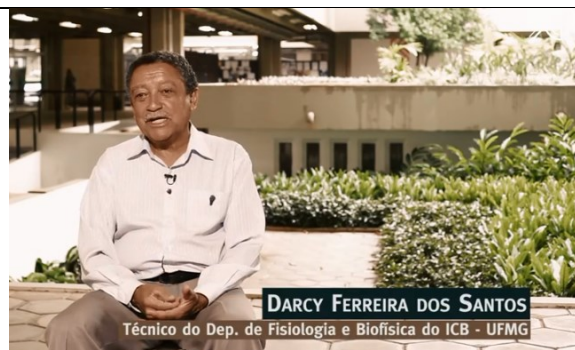 DARCY FERREIRA DOS SANTOS
Técnico do Dep. de Fisiologia e Biofísica do ICB - UFMG